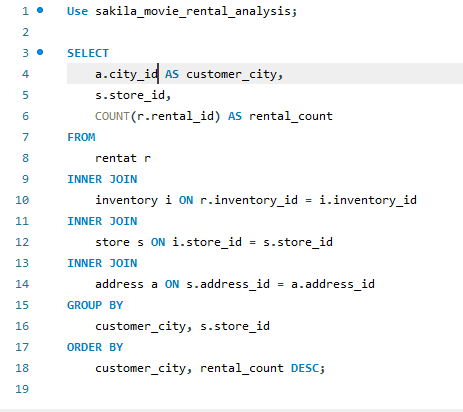 1 Use sakila_movie_rental_analysis;
2
3 SELECT
4 a.city_id AS customer_city,
5 s.store_id,
6 COUNT(r.rental_id) AS rental_count
7 FROM
8 rentat r
9 INNER JOIN
10 inventory i ON r.inventory_id = i.inventory_id
11 INNER JOIN
12 store s ON i.store_id = s.store_id
13 INNER JOIN
14 address a ON s.address_id = a.address_id
15 GROUP BY
16 customer_city, s.store_id
17 ORDER BY
18 customer_city, rental_count DESC;
19